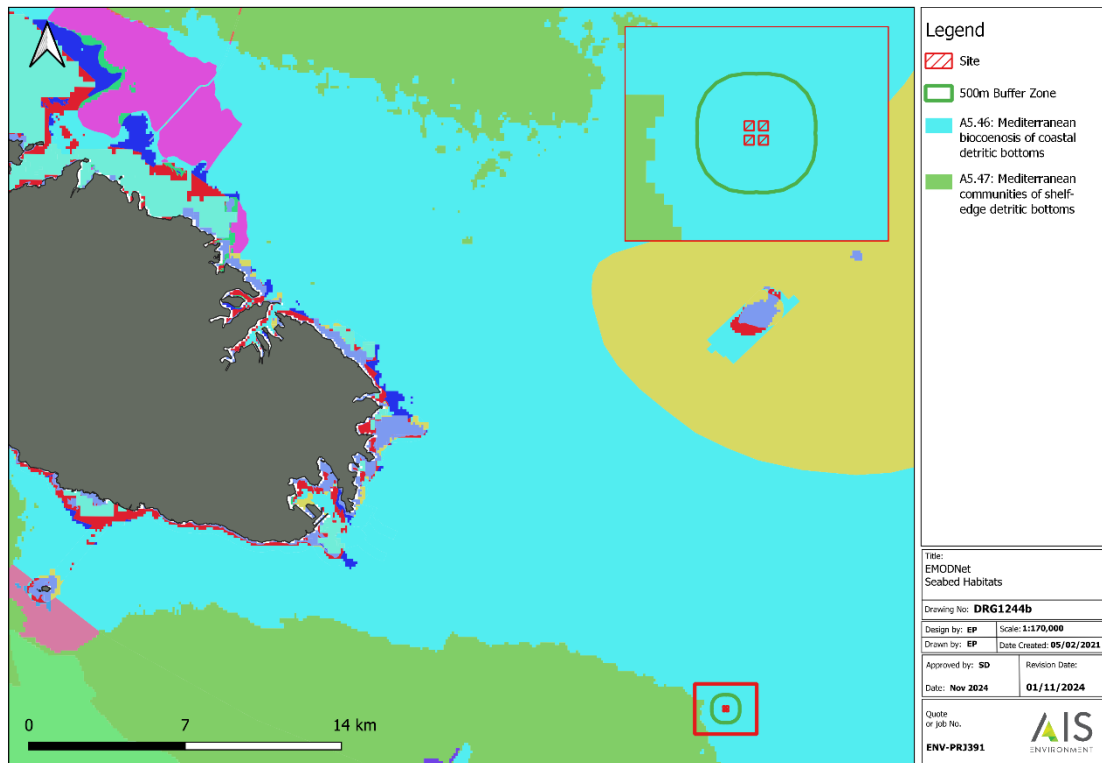 Legend
Site
500m Buffer Zone
A5.46: Mediterranean
biocoenosis of coastal
detritic bottoms
A5.47: Mediterranean
communities of shelf-
edge detritic bottoms
0 7 14 km
Title:
EMODNet
Seabed Habitats
Drawing No: DRG1244b
Design by: EP Scale: 1:170,000
Drawn by: EP Date Created: 05/02/2021
Approved by: SD Revision Date:
Date: Nov 2024 01/11/2024
Quote
or job No.
ENV-PRJ391
AIS
ENVIRONMENT